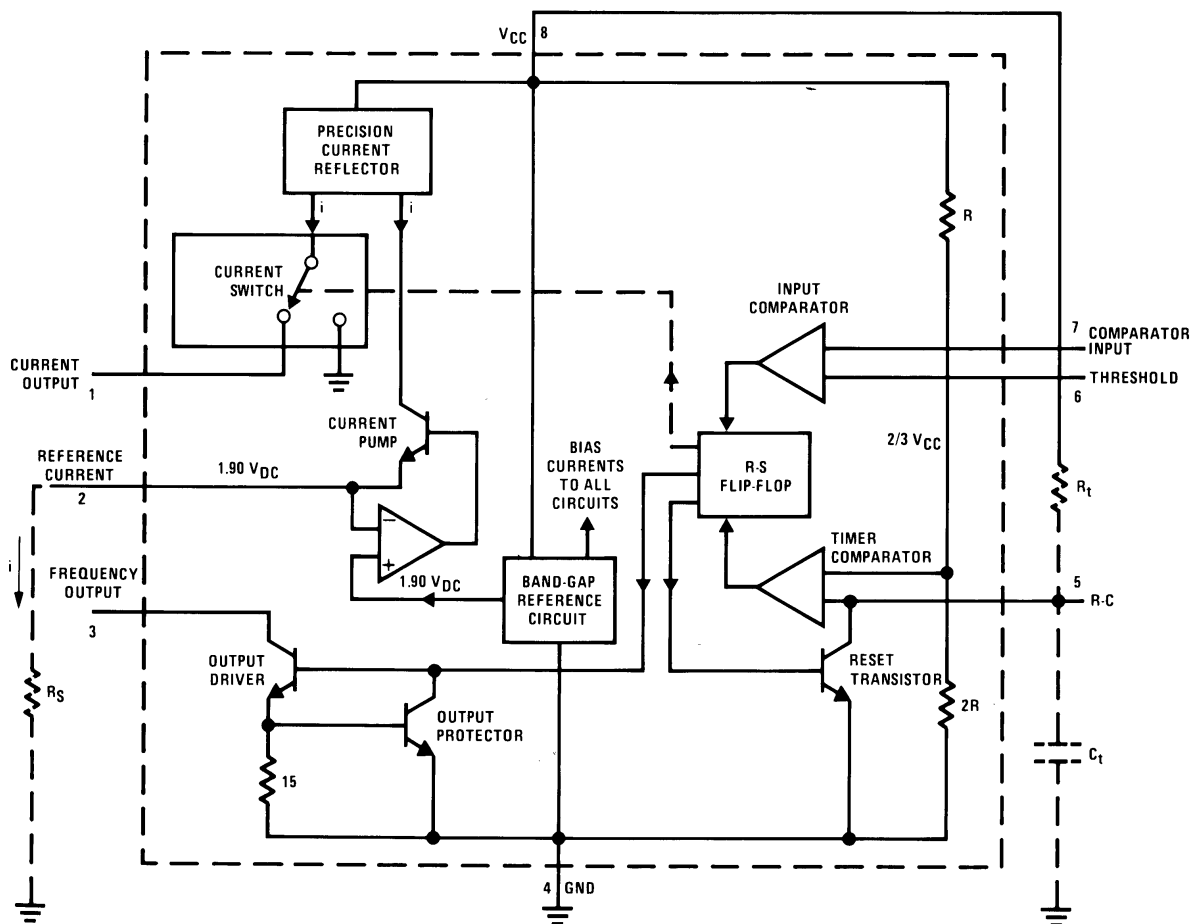 VCC 8
PRECISION
CURRENT
REFLECTOR
i i
R
CURRENT
SWITCH
INPUT
COMPARATOR
7 COMPARATOR
INPUT
CURRENT
OUTPUT
1
THRESHOLD
6
CURRENT
PUMP
2/3 VCC
BIAS
CURRENTS
TO ALL
CIRCUITS
R-S
FLIP-FLOP
REFERENCE
CURRENT
2
1.90 VDC
Rt
−
+
TIMER
COMPARATOR
1.90 VDC
BAND-GAP
REFERENCE
CIRCUIT
i
FREQUENCY
OUTPUT
3
5
R-C
OUTPUT
DRIVER
RESET
TRANSISTOR
RS
2R
OUTPUT
PROTECTOR
15
Ct
4 GND